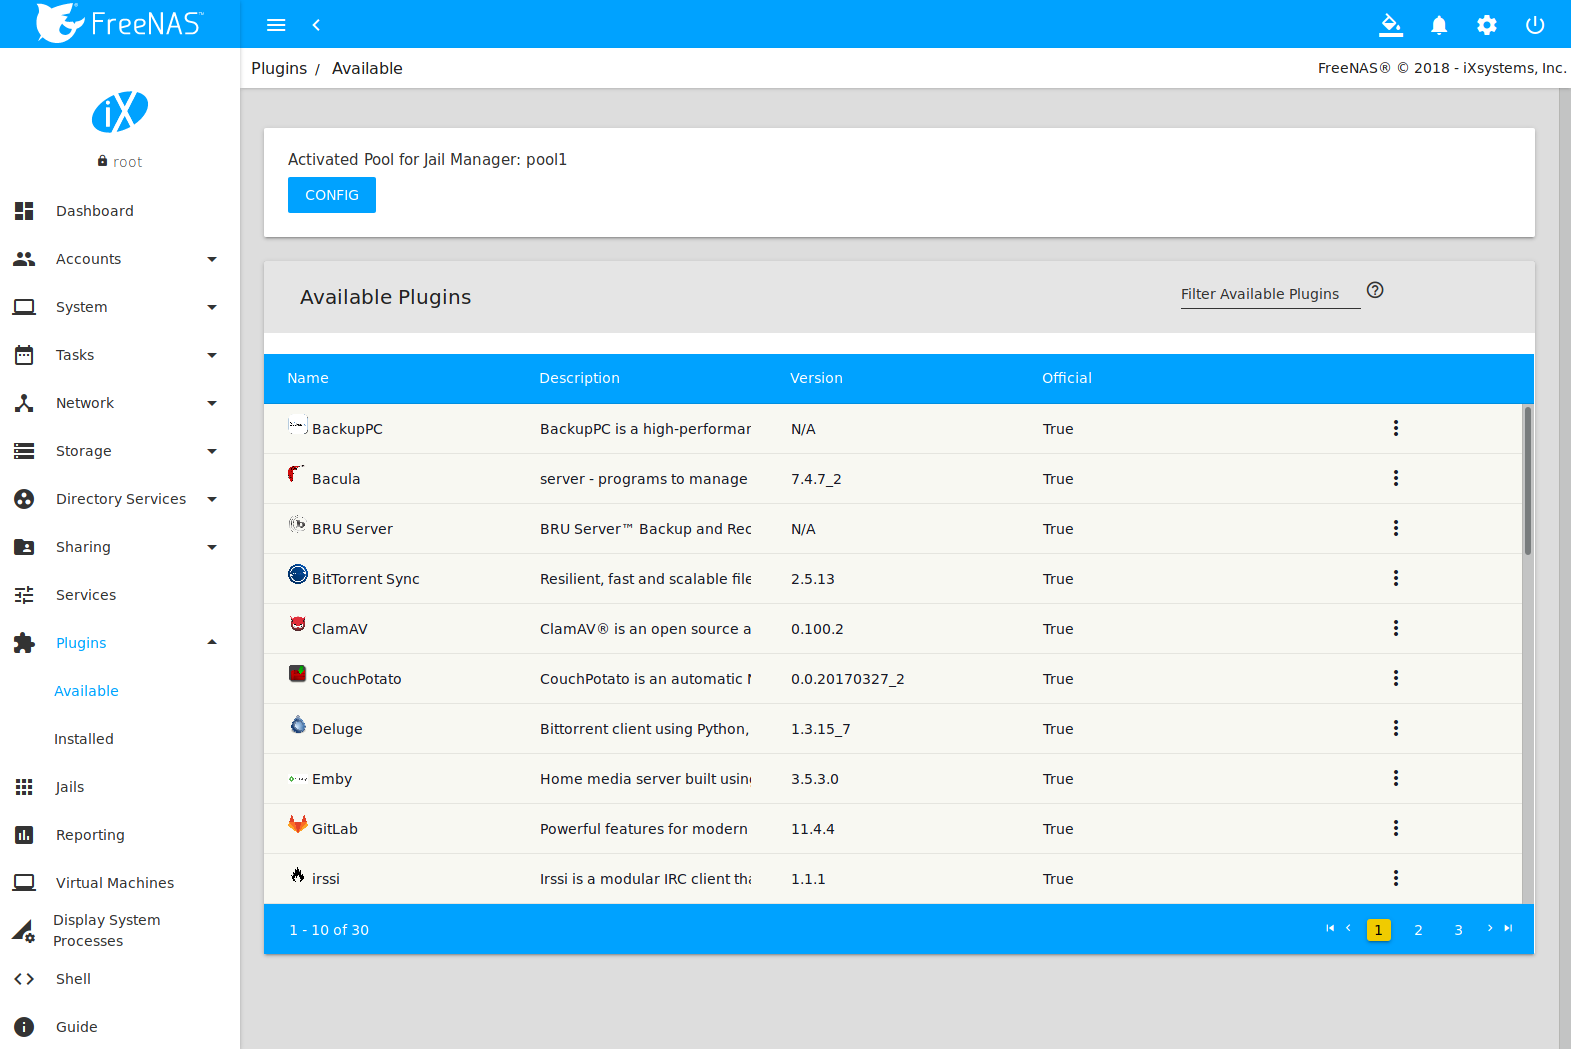 FreeNAS™
Plugins / Available
FreeNAS® © 2018 - iXsystems, Inc.
iX
root
Dashboard
Accounts
System
Tasks
Network
Storage
Directory Services
Sharing
Services
Plugins
Available
Installed
Jails
Reporting
Virtual Machines
Display System
Processes
Shell
Guide
Activated Pool for Jail Manager: pool1
CONFIG
Available Plugins
Filter Available Plugins
Name Description Version Official
BackupPC BackupPC is a high-performar N/A True
Bacula server - programs to manage 7.4.7_2 True
BRU Server BRU Server™ Backup and Rec N/A True
BitTorrent Sync Resilient, fast and scalable file 2.5.13 True
ClamAV ClamAV® is an open source a 0.100.2 True
CouchPotato CouchPotato is an automatic 0.0.20170327_2 True
Deluge Bittorrent client using Python, 1.3.15_7 True
Emby Home media server built using 3.5.3.0 True
GitLab Powerful features for modern 11.4.4 True
irssi Irssi is a modular IRC client tha 1.1.1 True
1 - 10 of 30
1 2 3